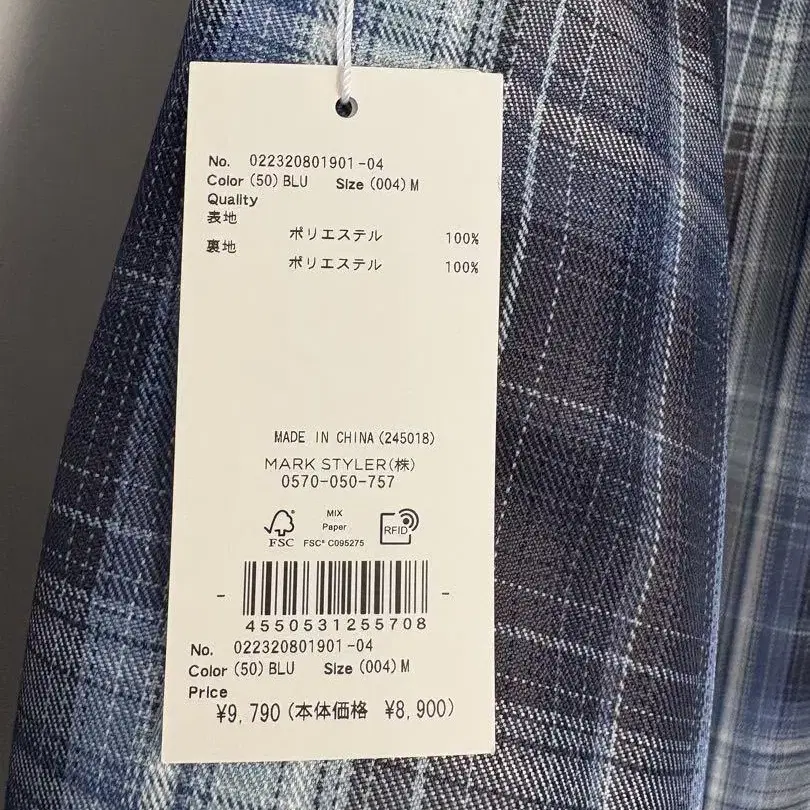 No. 022320801901-04
Color (50) BLU Size (004) M
Quality
表地
ポリエステル 100%
裏地
ポリエステル 100%
MADE IN CHINA (245018)
MARK STYLER(株)
0570-050-757
MIX
Paper
FSC FSC® C095275
RFID
4550531255708
No. 022320801901-04
Color (50) BLU Size (004) M
Price
¥9,790 (本体価格 ¥8,900)